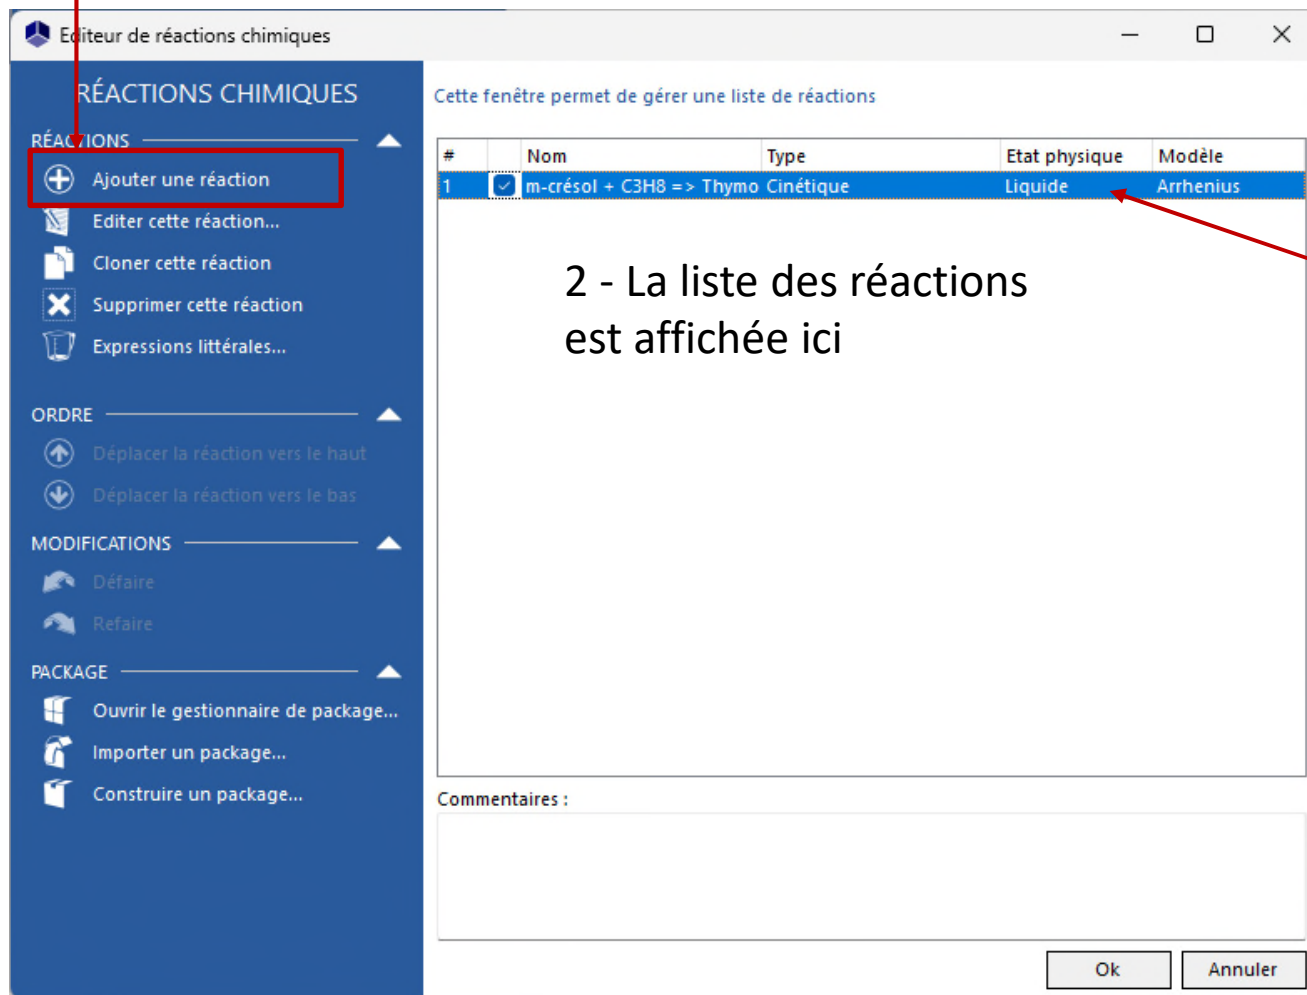 Editeur de réactions chimiques
RÉACTIONS CHIMIQUES
RÉACTIONS
Ajouter une réaction
Editer cette réaction...
Cloner cette réaction
Supprimer cette réaction
Expressions littérales...
ORDRE
Déplacer la réaction vers le haut
Déplacer la réaction vers le bas
MODIFICATIONS
Défaire
Refaire
PACKAGE
Ouvrir le gestionnaire de package...
Importer un package...
Construire un package...
Cette fenêtre permet de gérer une liste de réactions
# Nom Type Etat physique Modèle
1 m-crésol + C3H8 => Thymo Cinétique Liquide Arrhenius
2 - La liste des réactions
est affichée ici
Commentaires :
Ok Annuler